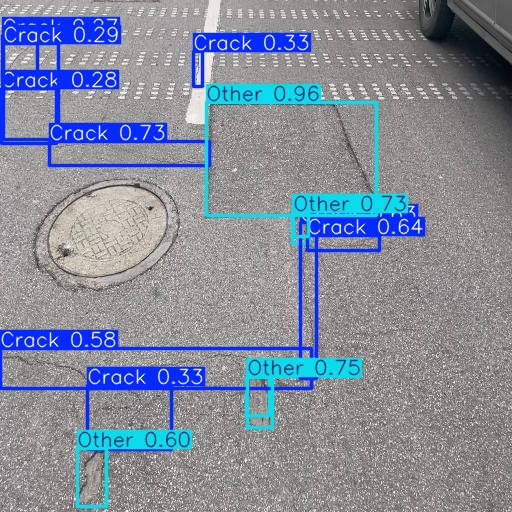 Crack 0.29
Crack 0.33
Crack 0.28
Other 0.96
Crack 0.73
Other 0.73
Crack 0.64
Crack 0.58
Other 0.75
Crack 0.33
Other 0.60